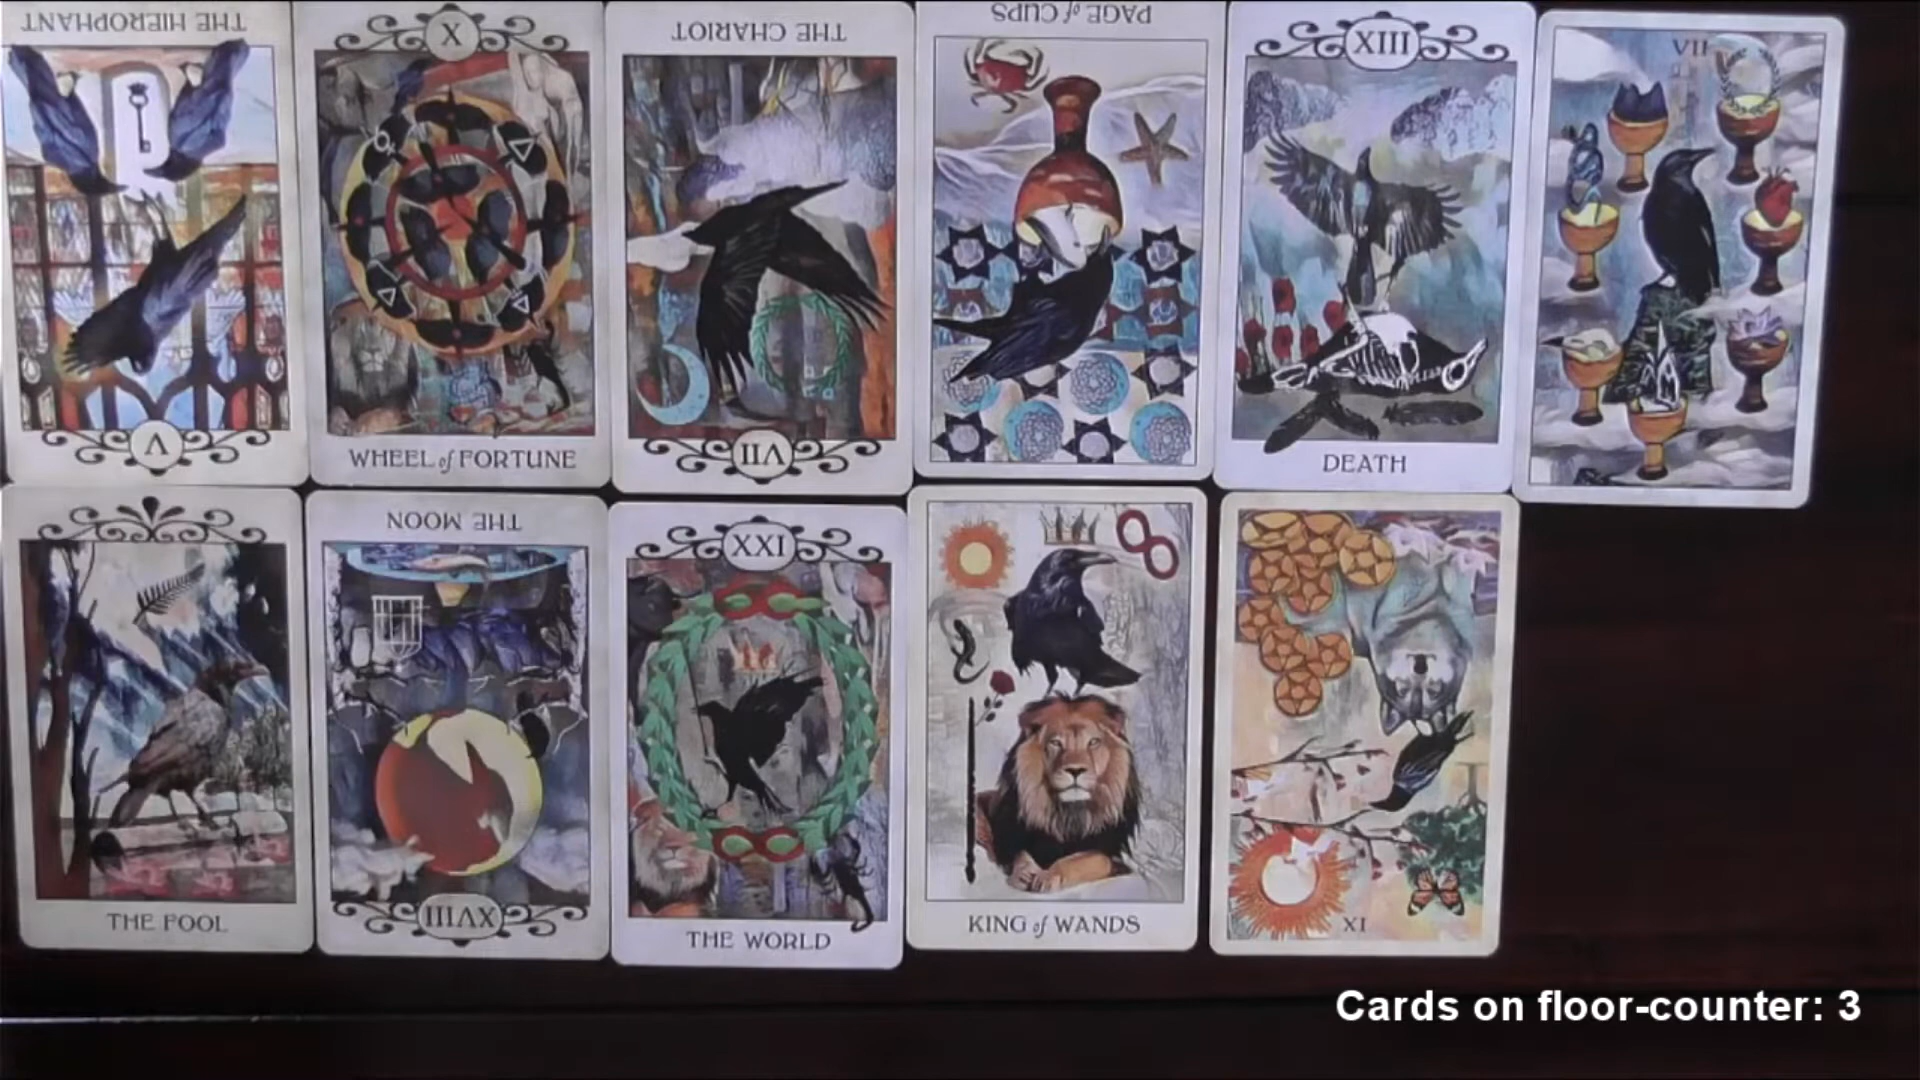 THE HIEROPHANT
V
X
WHEEL of FORTUNE
THE CHARIOT
VII
PAGE of CUPS
XIII
DEATH
VII
THE FOOL
THE MOON
XVIII
XXI
THE WORLD
KING of WANDS
XI
Cards on floor-counter: 3